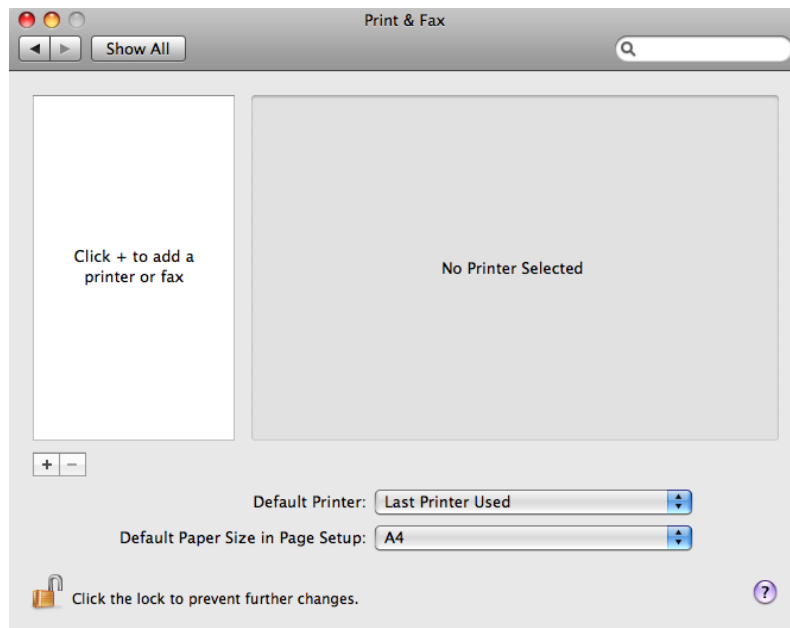 Print & Fax
Show All
Click + to add a
printer or fax
No Printer Selected
+ −
Default Printer: Last Printer Used
Default Paper Size in Page Setup: A4
Click the lock to prevent further changes.
?